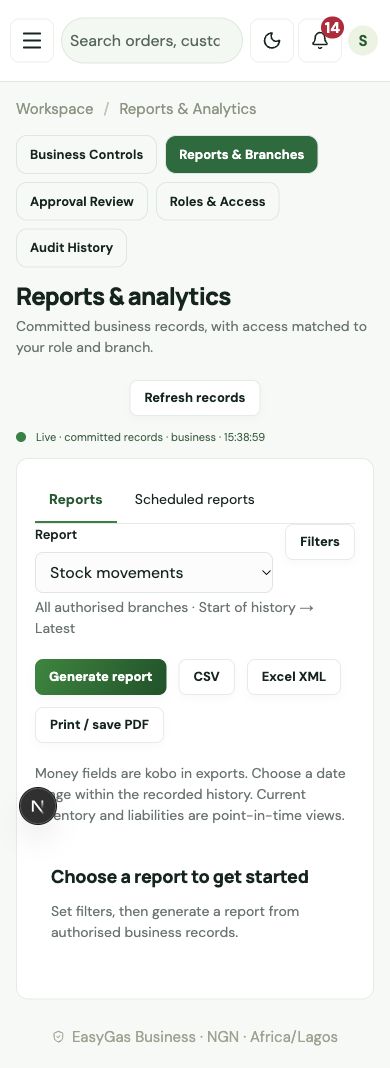 Search orders, custo
14
S
Workspace / Reports & Analytics
Business Controls
Reports & Branches
Approval Review
Roles & Access
Audit History
Reports & analytics
Committed business records, with access matched to
your role and branch.
Refresh records
Live · committed records · business · 15:38:59
Reports
Scheduled reports
Report
Filters
Stock movements
All authorised branches · Start of history →
Latest
Generate report
CSV
Excel XML
Print / save PDF
Money fields are kobo in exports. Choose a date
within the recorded history. Current
and liabilities are point-in-time views.
N
Choose a report to get started
Set filters, then generate a report from
authorised business records.
EasyGas Business · NGN · Africa/Lagos